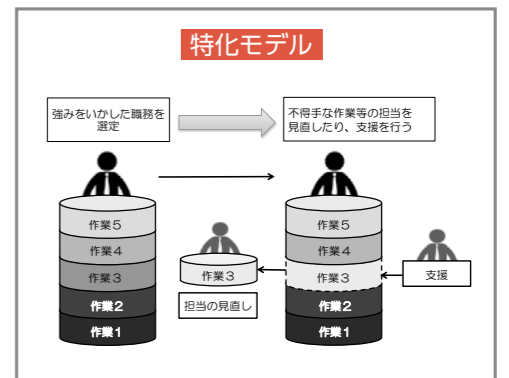 特化モデル
強みをいかした職務を
選定
不得手な作業等の担当を
見直したり、支援を行う
作業5
作業4
作業3
作業2
作業1
作業3
担当の見直し
作業5
作業4
作業3
作業2
作業1
支援